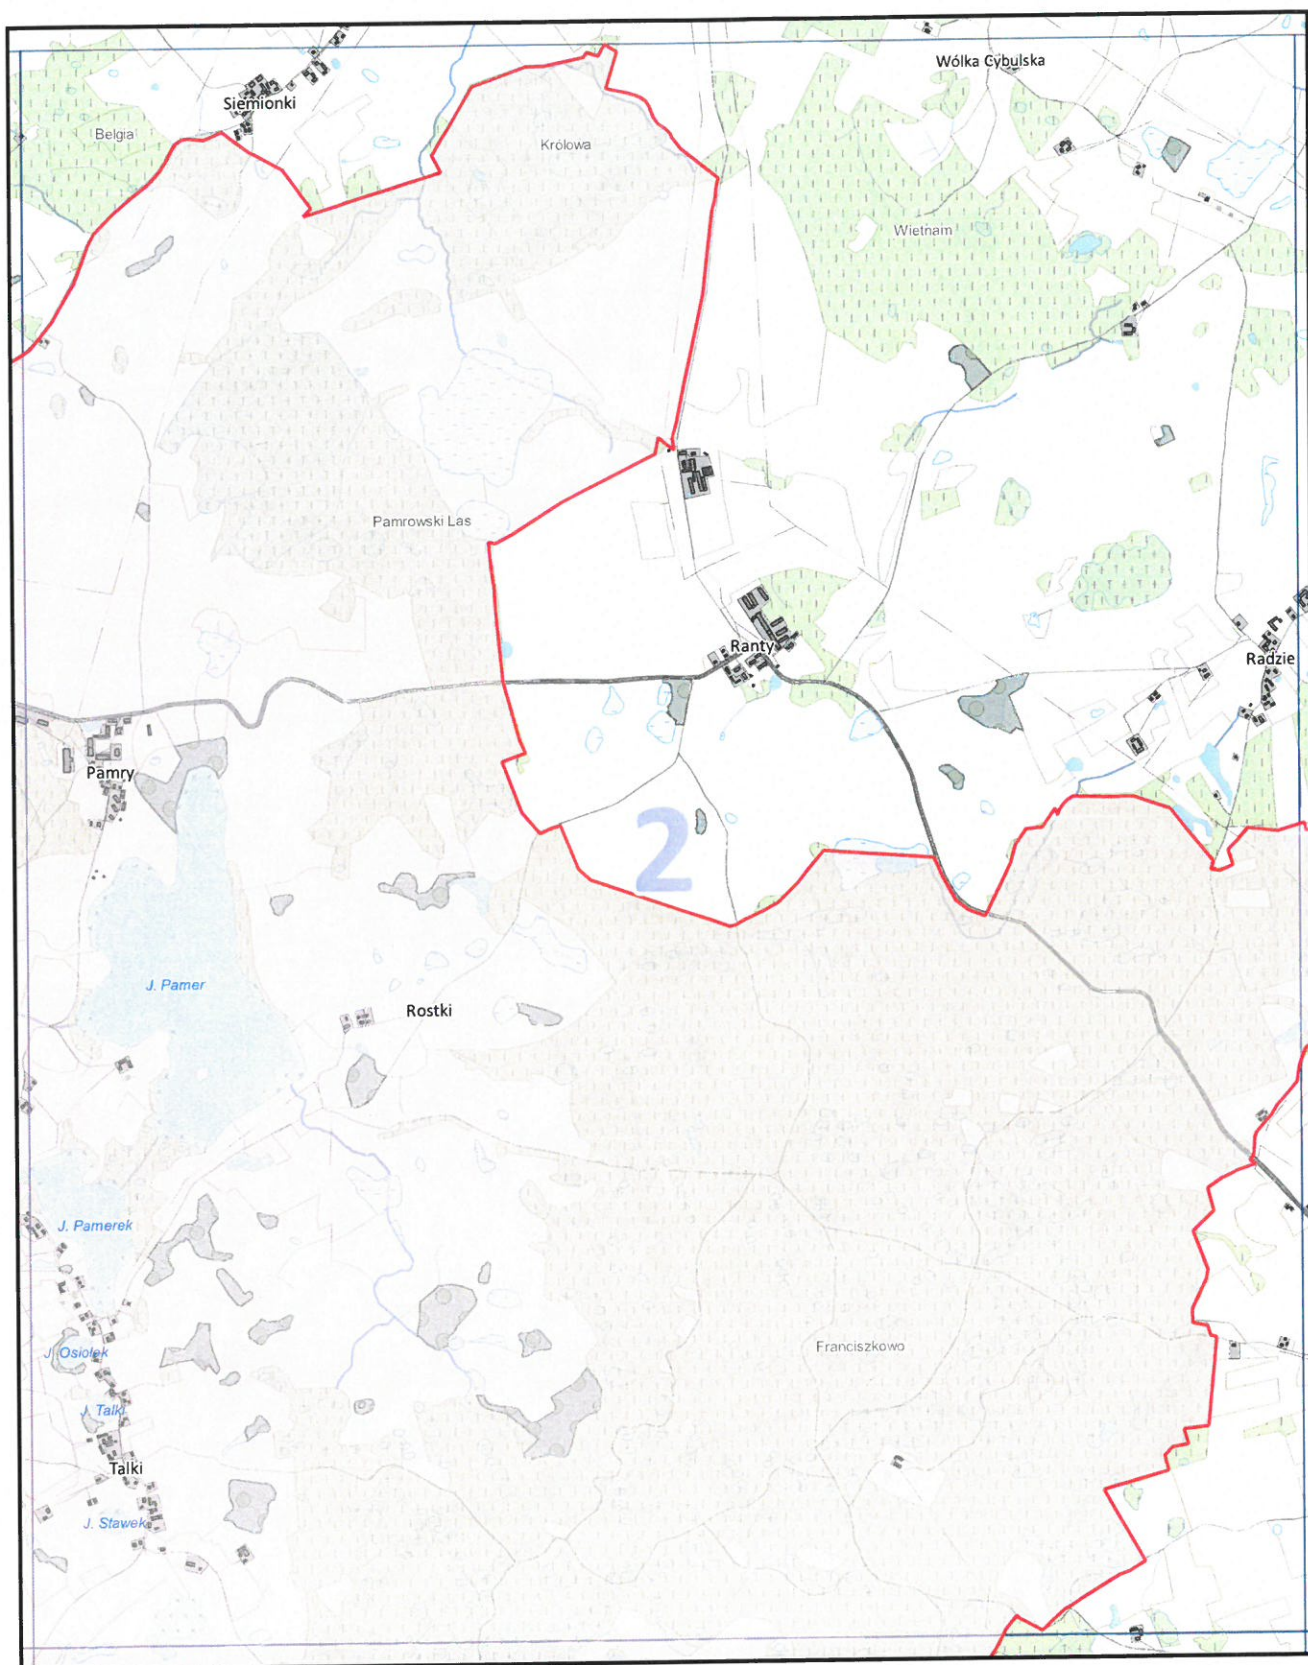 Wólka Cybulska
Siemionki
Belgia
Królowa
Wietnam
Pamrowski Las
Ranty
Radzie
Pamry
2
J. Pamer
Rostki
J. Pamerek
Franciszkowo
J. Osiołek
J. Talki
Talki
J. Stawek